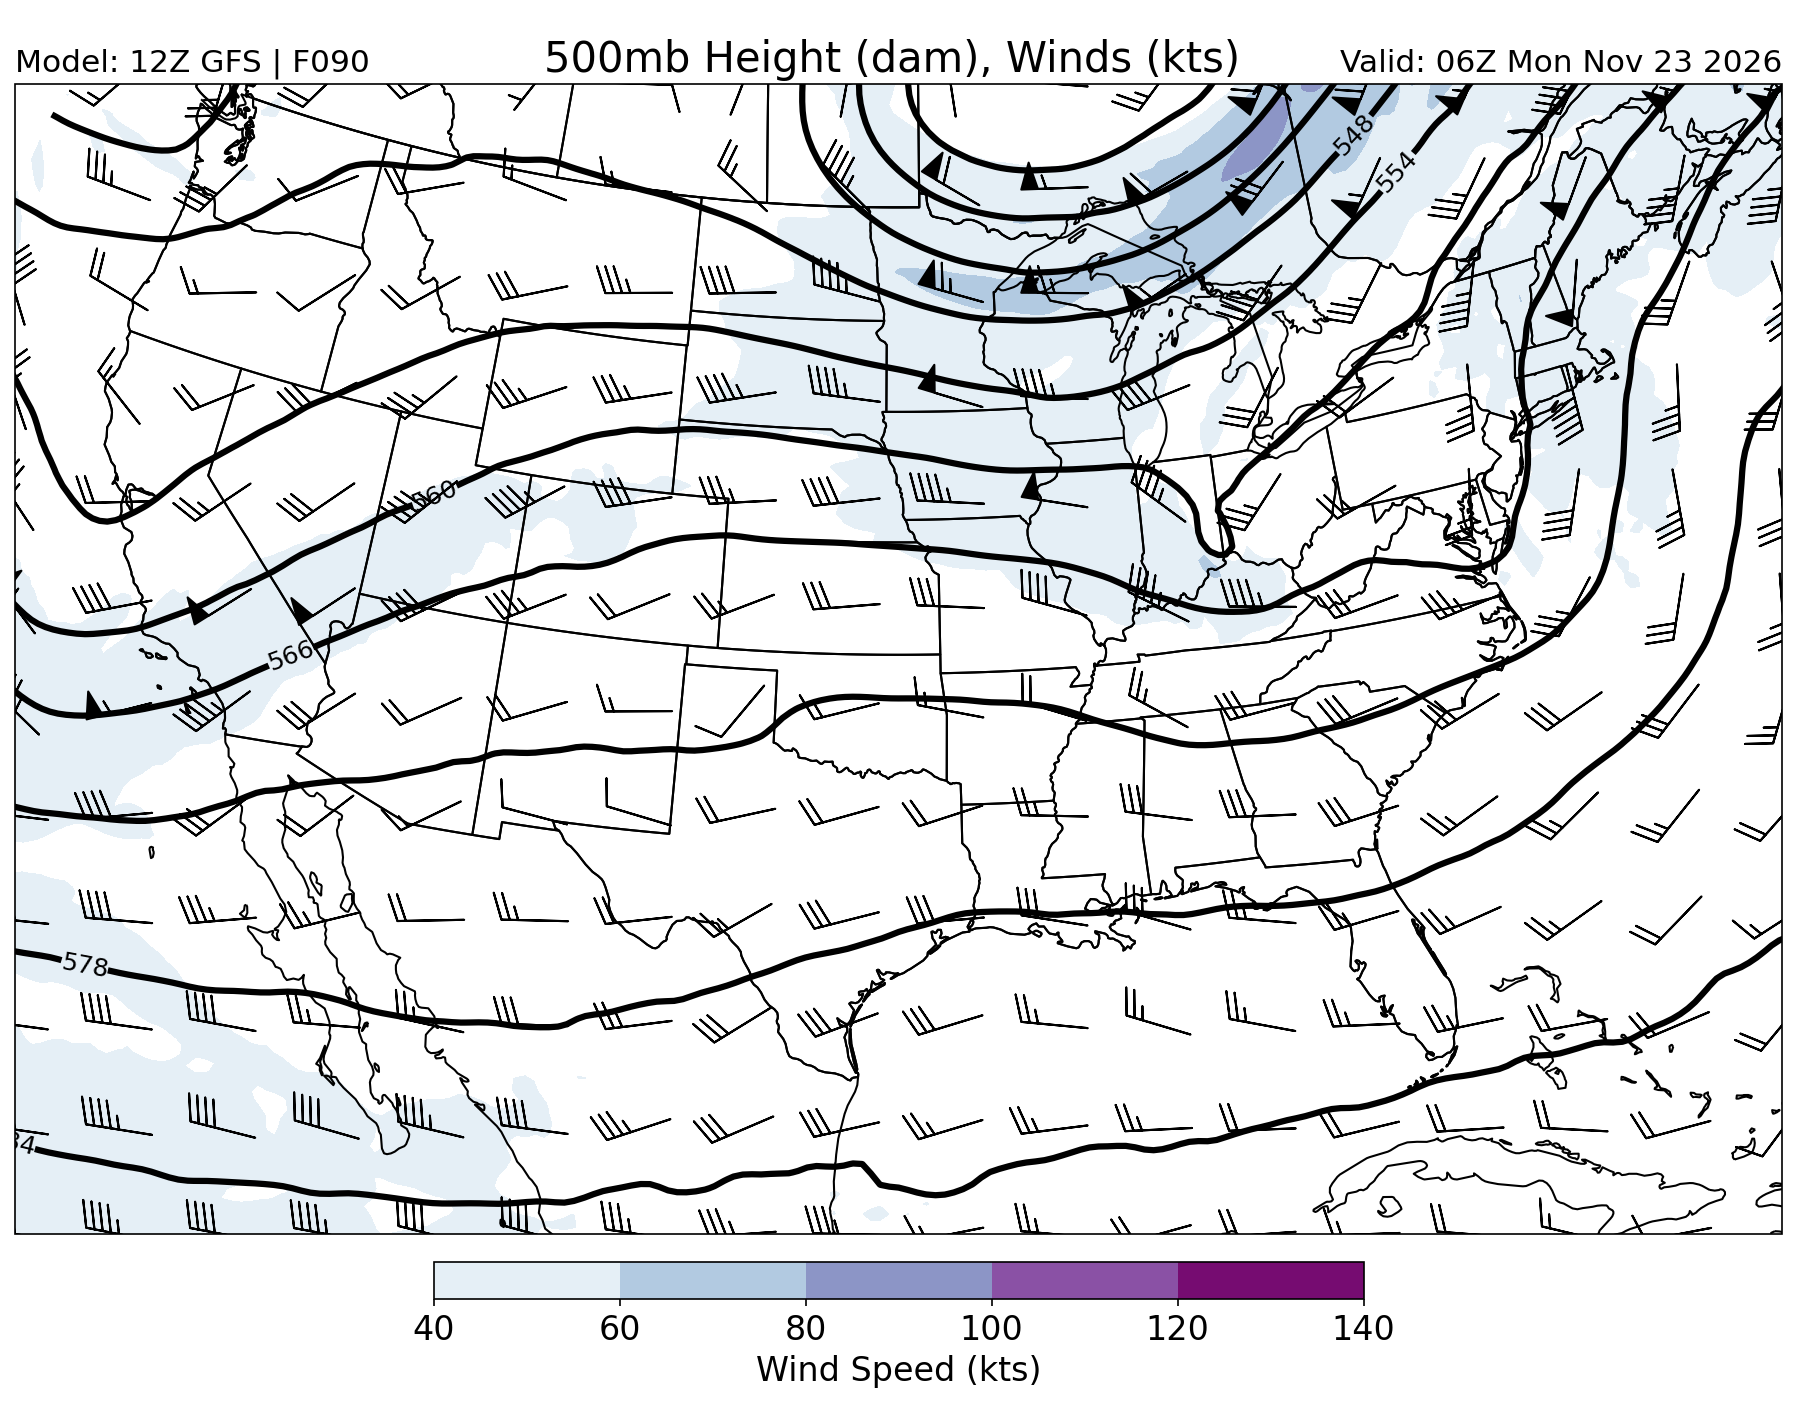 Model: 12Z GFS | F090
500mb Height (dam), Winds (kts)
Valid: 06Z Mon Nov 23 2026
548
554
560
566
578
40 60 80 100 120 140
Wind Speed (kts)